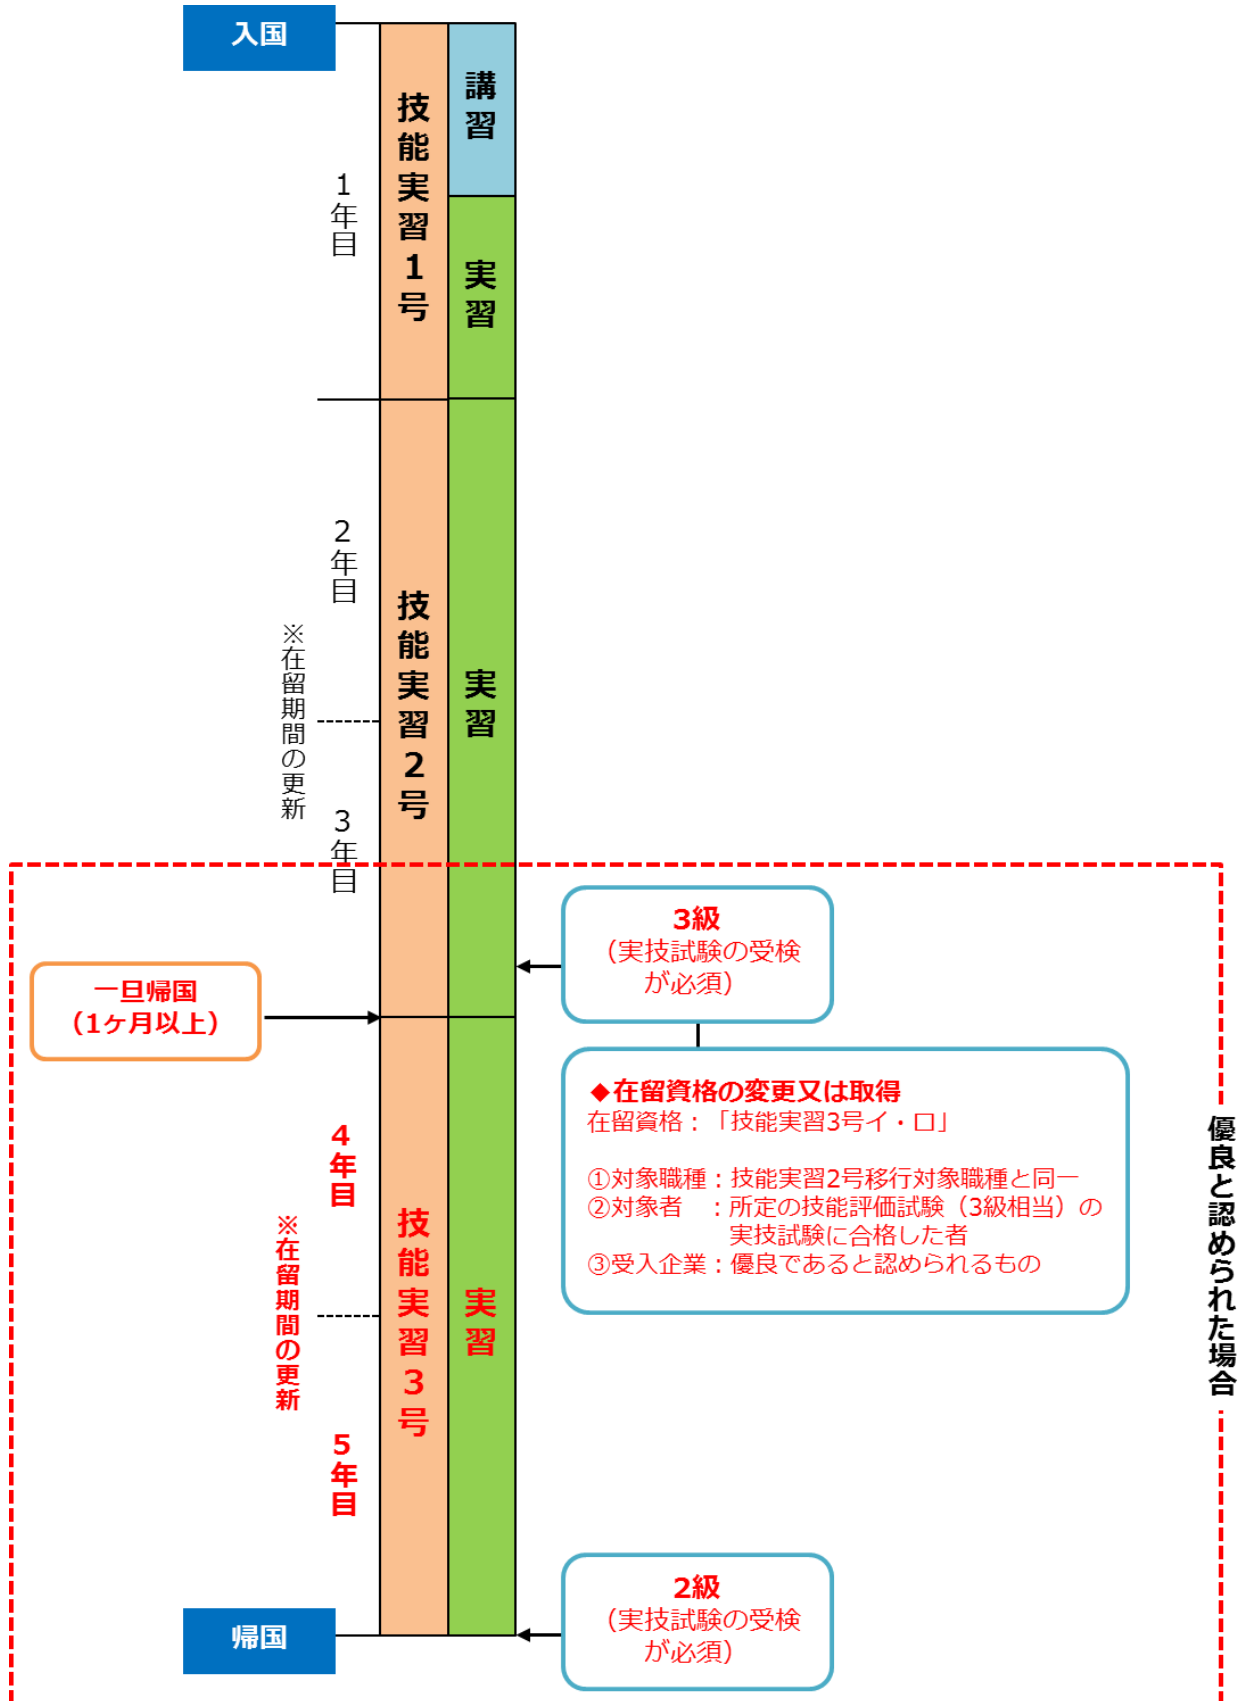 入国
講習
技能実習1号
1年目
実習
2年目
技能実習2号
※在留期間の更新
実習
3年目
3級
（実技試験の受検
が必須）
一旦帰国
（1ヶ月以上）
◆在留資格の変更又は取得
在留資格：「技能実習3号イ・ロ」
①対象職種：技能実習2号移行対象職種と同一
②対象者　：所定の技能評価試験（3級相当）の
実技試験に合格した者
③受入企業：優良であると認められるもの
優良と認められた場合
4年目
技能実習3号
※在留期間の更新
実習
5年目
2級
（実技試験の受検
が必須）
帰国